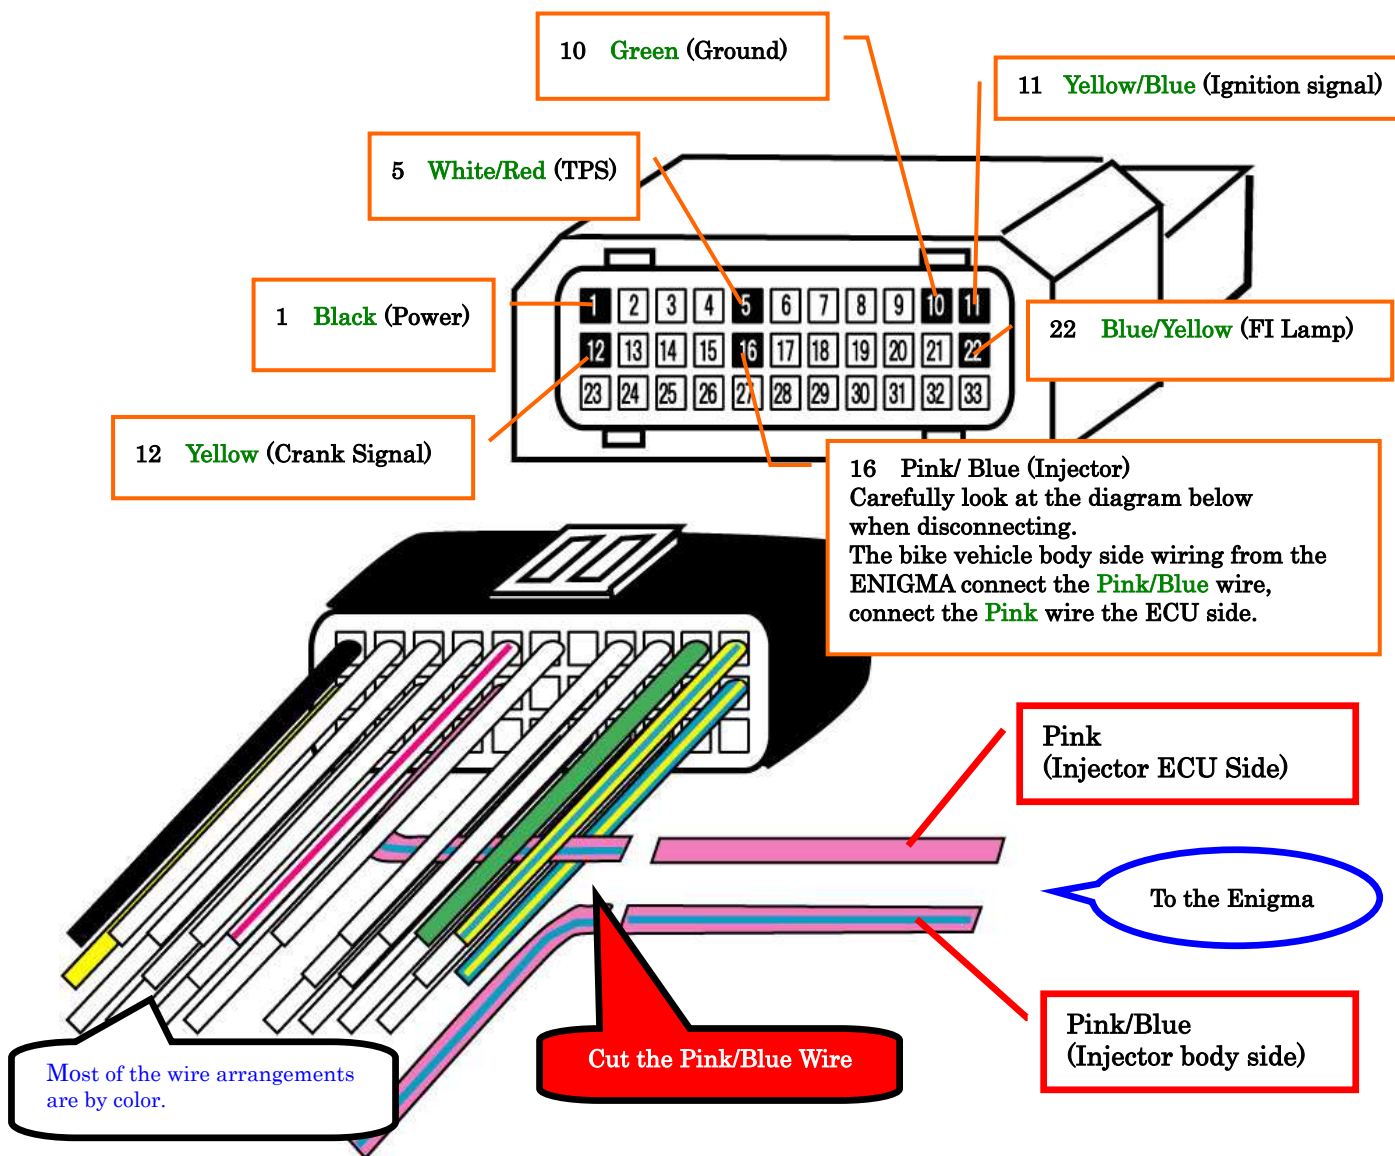 10 Green (Ground)
11 Yellow/Blue (Ignition signal)
5 White/Red (TPS)
1 Black (Power)
22 Blue/Yellow (FI Lamp)
12 Yellow (Crank Signal)
1 2 3 4 5 6 7 8 9 10 11
12 13 14 15 16 17 18 19 20 21 22
23 24 25 26 27 28 29 30 31 32 33
16 Pink/ Blue (Injector)
Carefully look at the diagram below
when disconnecting.
The bike vehicle body side wiring from the
ENIGMA connect the Pink/Blue wire,
connect the Pink wire the ECU side.
Pink
(Injector ECU Side)
To the Enigma
Pink/Blue
(Injector body side)
Cut the Pink/Blue Wire
Most of the wire arrangements
are by color.